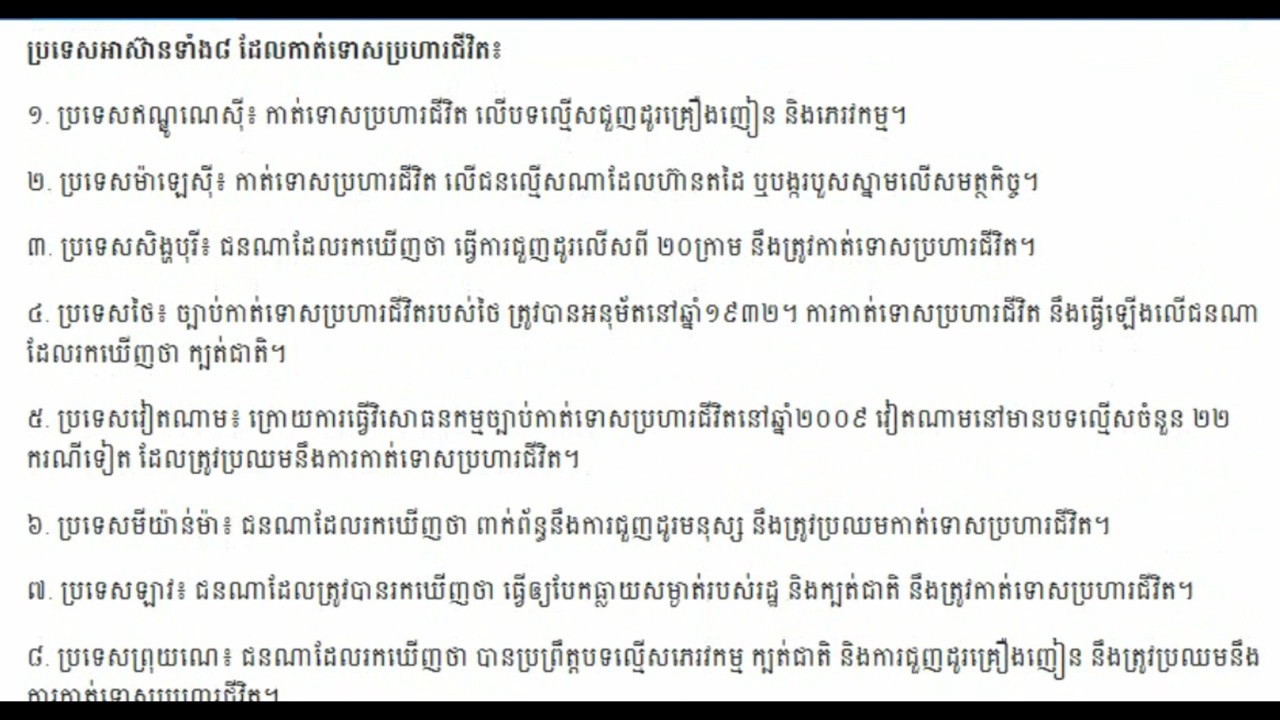 ប្រទេសអាស៊ានទាំង៨ ដែលកាត់ទោសប្រហារជីវិត៖
១. ប្រទេសឥណ្ឌូណេស៊ី៖ កាត់ទោសប្រហារជីវិត លើបទល្មើសជួញដូរគ្រឿងញៀន និងភេរវកម្ម។
២. ប្រទេសម៉ាឡេស៊ី៖ កាត់ទោសប្រហារជីវិត លើជនល្មើសណាដែលហ៊ានតដៃ ឬបង្ករបួសស្នាមលើសមត្ថកិច្ច។
៣. ប្រទេសសិង្ហបុរី៖ ជនណាដែលរកឃើញថា ធ្វើការជួញដូរលើសពី ២០ក្រាម នឹងត្រូវកាត់ទោសប្រហារជីវិត។
៤. ប្រទេសថៃ៖ ច្បាប់កាត់ទោសប្រហារជីវិតរបស់ថៃ ត្រូវបានអនុម័តនៅឆ្នាំ១៩៣២។ ការកាត់ទោសប្រហារជីវិត នឹងធ្វើឡើងលើជនណា
ដែលរកឃើញថា ក្បត់ជាតិ។
៥. ប្រទេសវៀតណាម៖ ក្រោយការធ្វើវិសោធនកម្មច្បាប់កាត់ទោសប្រហារជីវិតនៅឆ្នាំ២០០៩ វៀតណាមនៅមានបទល្មើសចំនួន ២២
ករណីទៀត ដែលត្រូវប្រឈមនឹងការកាត់ទោសប្រហារជីវិត។
៦. ប្រទេសមីយ៉ាន់ម៉ា៖ ជនណាដែលរកឃើញថា ពាក់ព័ន្ធនឹងការជួញដូរមនុស្ស នឹងត្រូវប្រឈមកាត់ទោសប្រហារជីវិត។
៧. ប្រទេសឡាវ៖ ជនណាដែលត្រូវបានរកឃើញថា ធ្វើឲ្យបែកធ្លាយសម្ងាត់របស់រដ្ឋ និងក្បត់ជាតិ នឹងត្រូវកាត់ទោសប្រហារជីវិត។
៨. ប្រទេសព្រុយណេ៖ ជនណាដែលរកឃើញថា បានប្រព្រឹត្តបទល្មើសភេរវកម្ម ក្បត់ជាតិ និងការជួញដូរគ្រឿងញៀន នឹងត្រូវប្រឈមនឹង
ការកាត់ទោសប្រហារជីវិត។